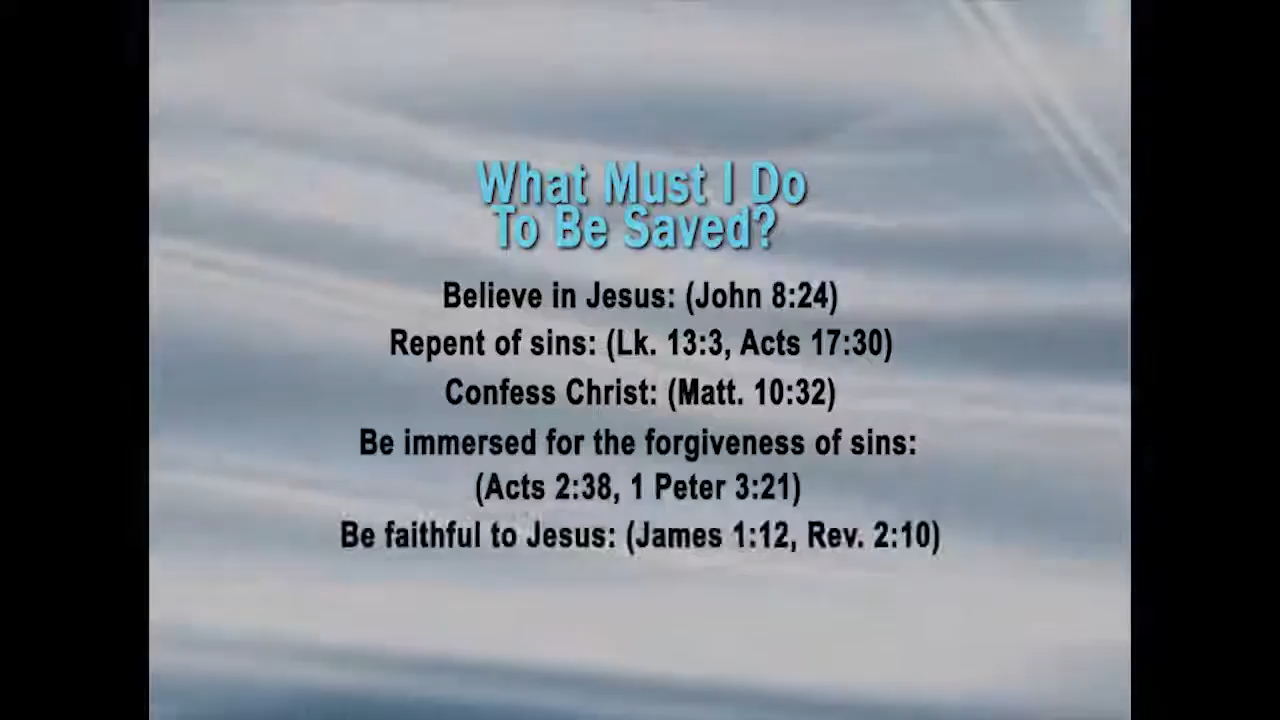 What Must I Do
To Be Saved?
Believe in Jesus: (John 8:24)
Repent of sins: (Lk. 13:3, Acts 17:30)
Confess Christ: (Matt. 10:32)
Be immersed for the forgiveness of sins:
(Acts 2:38, 1 Peter 3:21)
Be faithful to Jesus: (James 1:12, Rev. 2:10)